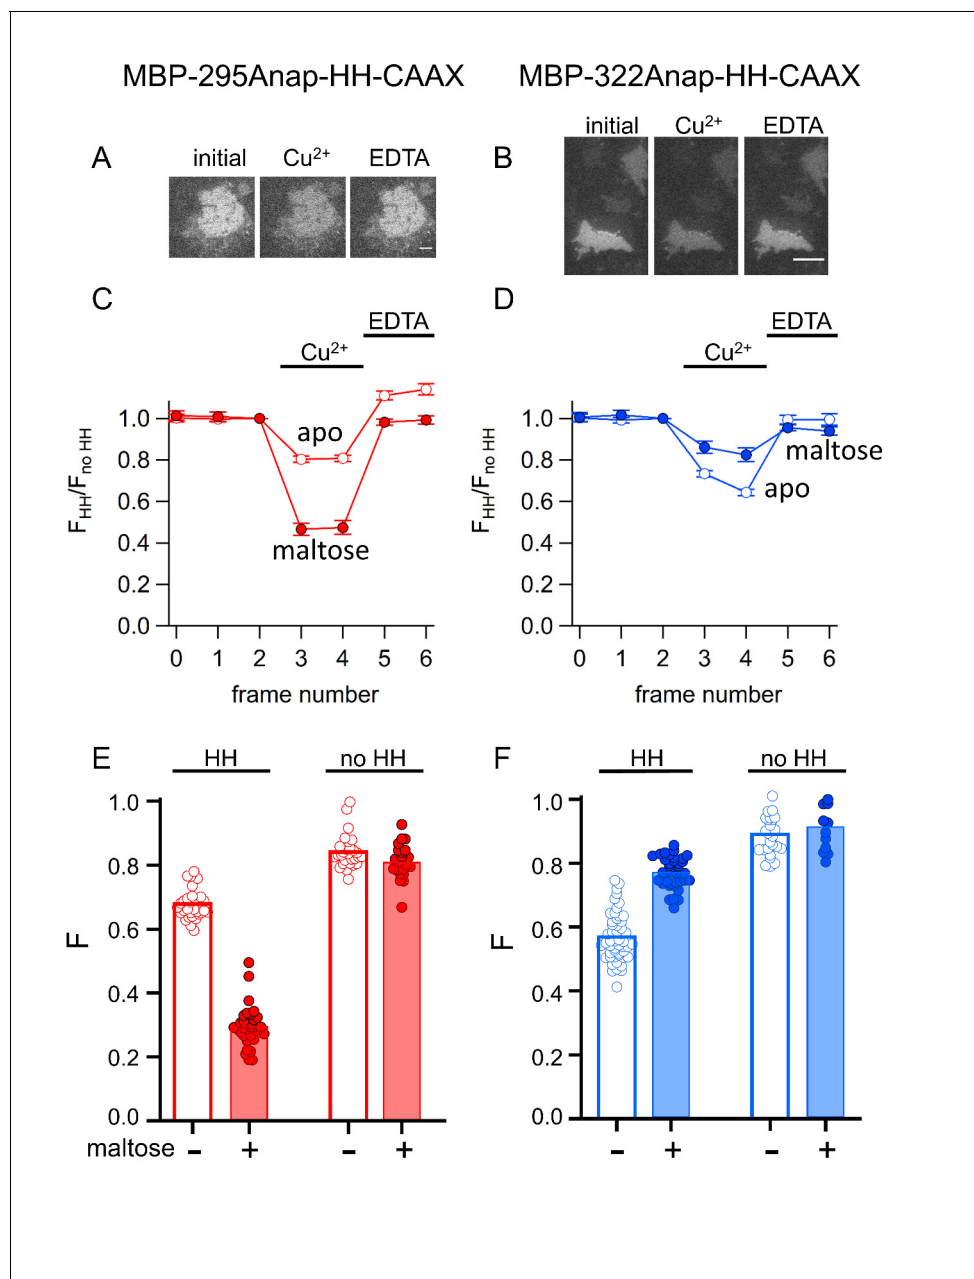 MBP-295Anap-HH-CAAX
MBP-322Anap-HH-CAAX
A
initial
Cu²⁺
EDTA
B
initial
Cu²⁺
EDTA
C
EDTA
Cu²⁺
apo
maltose
F_HH/F_no HH
1.0
0.8
0.6
0.4
0.2
0.0
0 1 2 3 4 5 6
frame number
D
EDTA
Cu²⁺
maltose
apo
F_HH/F_no HH
1.0
0.8
0.6
0.4
0.2
0.0
0 1 2 3 4 5 6
frame number
E
HH
no HH
F
1.0
0.8
0.6
0.4
0.2
0.0
maltose - + - +
F
HH
no HH
F
1.0
0.8
0.6
0.4
0.2
0.0
- + - +